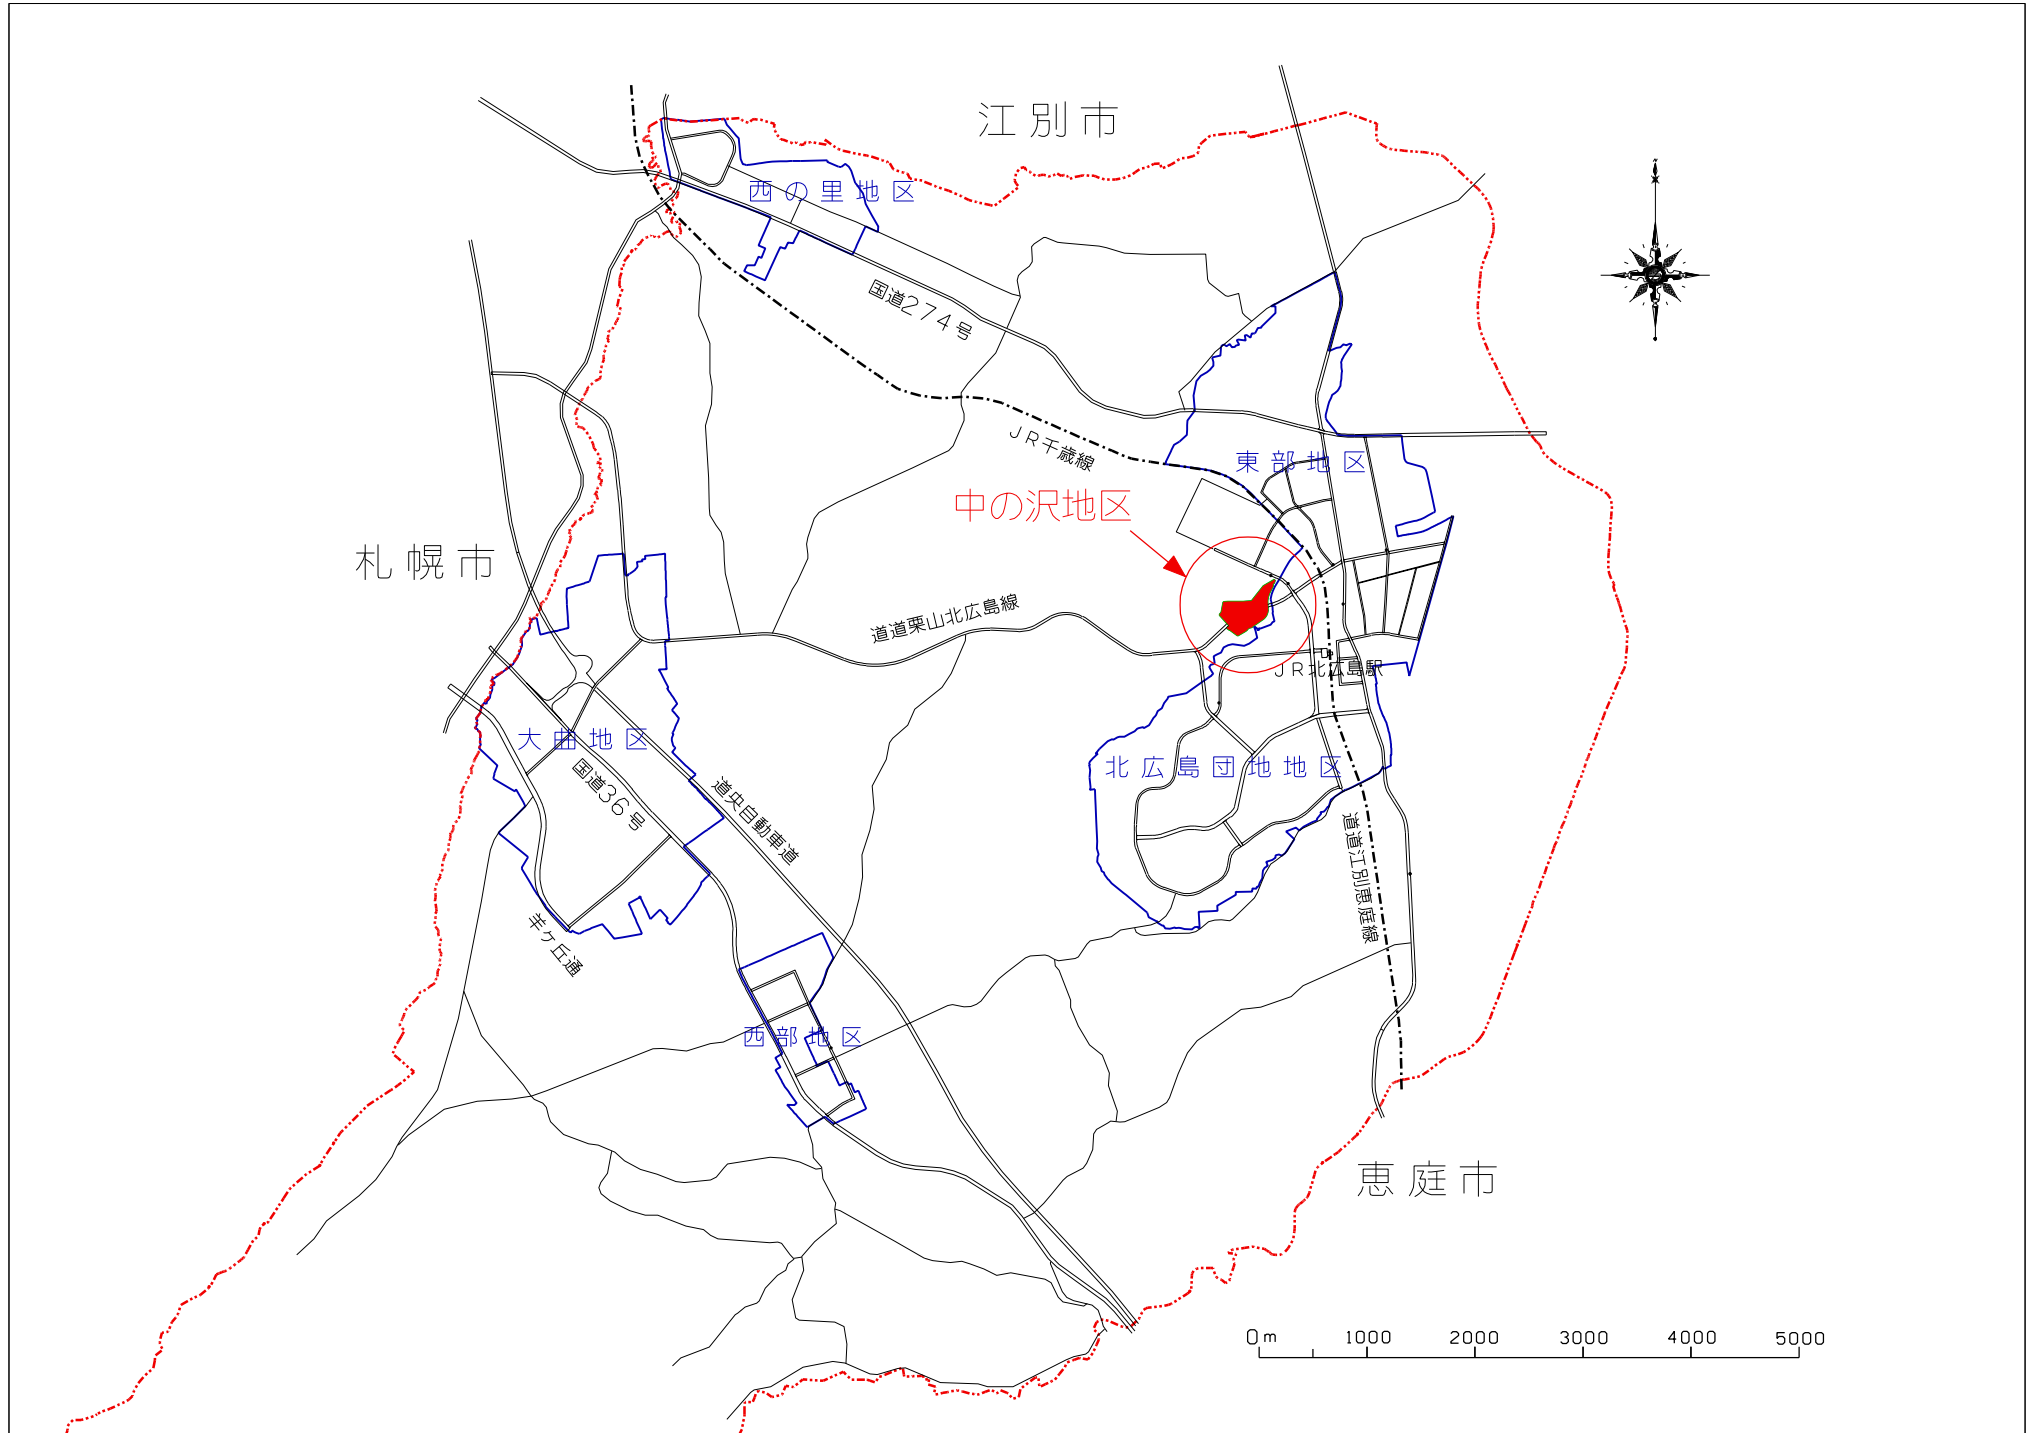 江別市
西の里地区
国道274号
JR千歳線
東部地区
中の沢地区
札幌市
道道栗山北広島線
JR北広島駅
大曲地区
国道36号
道央自動車道
北広島団地地区
道道江別恵庭線
羊ヶ丘通
西部地区
恵庭市
0m 1000 2000 3000 4000 5000